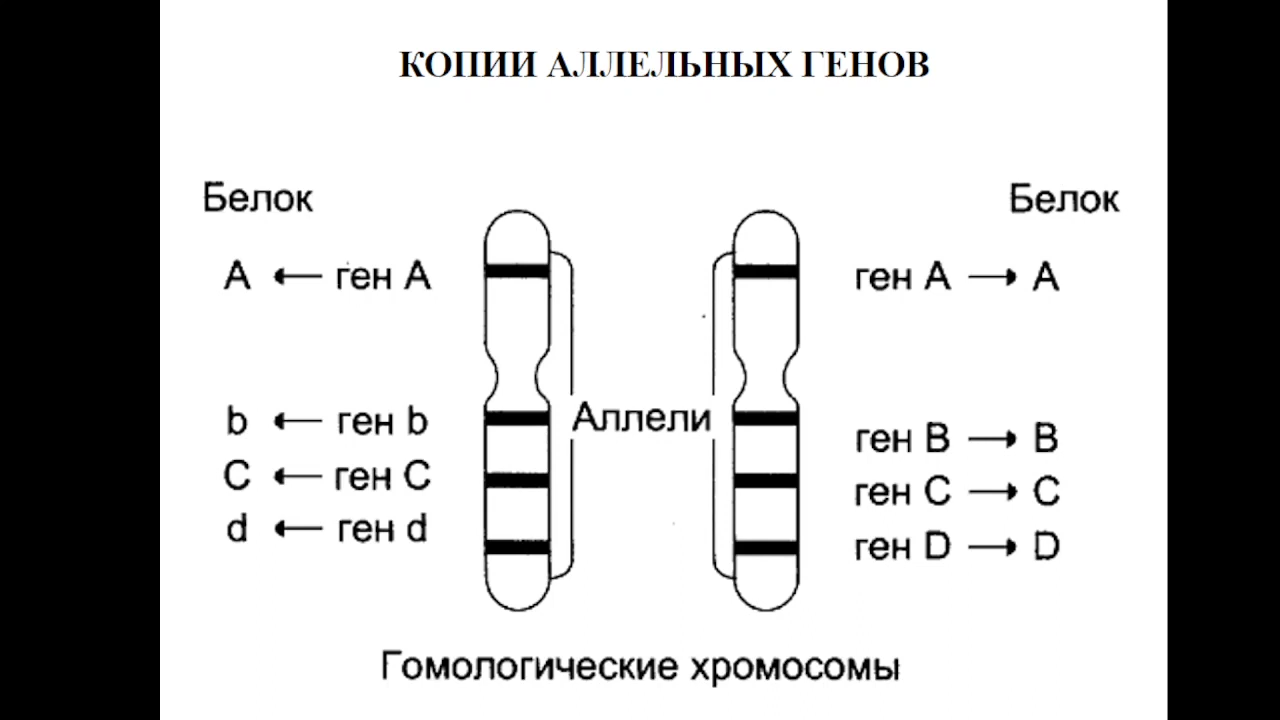 КОПИИ АЛЛЕЛЬНЫХ ГЕНОВ
Белок Белок
A ← ген A ген A → A
b ← ген b Аллели ген B → B
C ← ген C ген C → C
d ← ген d ген D → D
Гомологические хромосомы